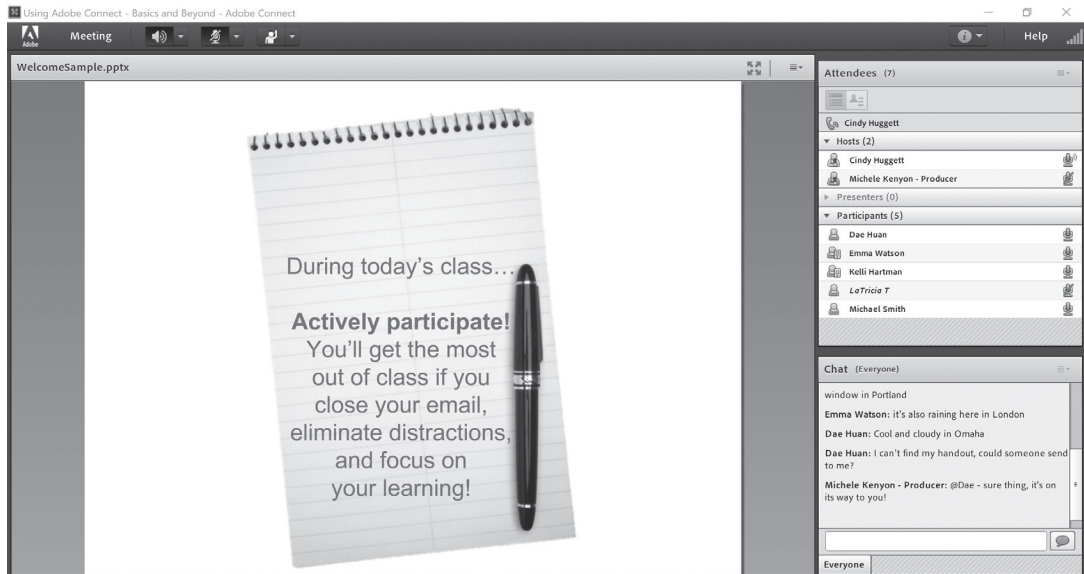 Using Adobe Connect - Basics and Beyond - Adobe Connect
Adobe
Meeting
Help
WelcomeSample.pptx
During today's class...
Actively participate!
You'll get the most
out of class if you
close your email,
eliminate distractions,
and focus on
your learning!
Attendees (7)
Cindy Huggett
Hosts (2)
Cindy Huggett
Michele Kenyon - Producer
Presenters (0)
Participants (5)
Dae Huan
Emma Watson
Kelli Hartman
LaTricia T
Michael Smith
Chat (Everyone)
window in Portland
Emma Watson: it's also raining here in London
Dae Huan: Cool and cloudy in Omaha
Dae Huan: I can't find my handout, could someone send
to me?
Michele Kenyon - Producer: @Dae - sure thing, it's on
its way to you!
Everyone